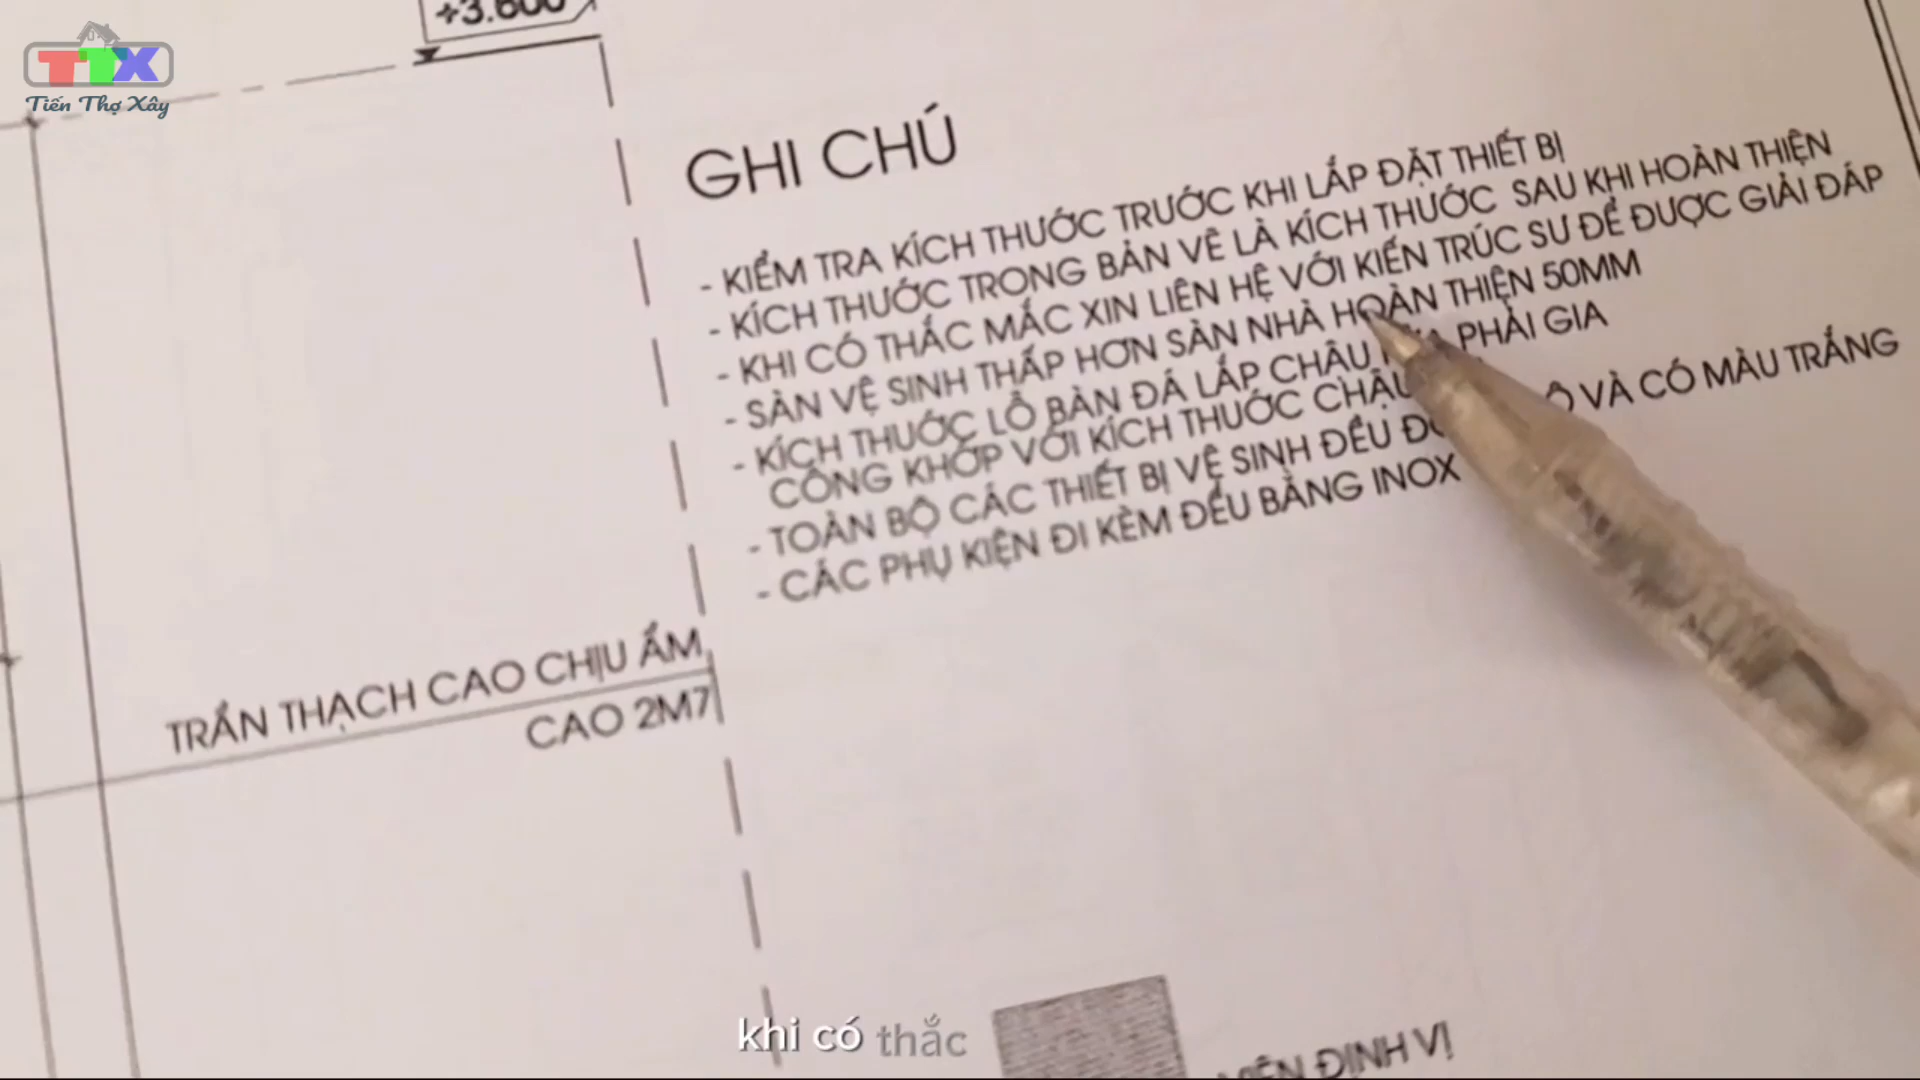 +3.600
TTX
Tiến Thợ Xây
GHI CHÚ
- KIỂM TRA KÍCH THƯỚC TRƯỚC KHI LẮP ĐẶT THIẾT BỊ
- KÍCH THƯỚC TRONG BẢN VẼ LÀ KÍCH THƯỚC SAU KHI HOÀN THIỆN
- KHI CÓ THẮC MẮC XIN LIÊN HỆ VỚI KIẾN TRÚC SƯ ĐỂ ĐƯỢC GIẢI ĐÁP
- SÀN VỆ SINH THẤP HƠN SÀN NHÀ HOÀN THIỆN 50MM
- KÍCH THƯỚC LỖ BÀN ĐÁ LẮP CHẬU PHẢI GIA
CÔNG KHỚP VỚI KÍCH THƯỚC CHẬU
- TOÀN BỘ CÁC THIẾT BỊ VỆ SINH ĐỀU VÀ CÓ MÀU TRẮNG
- CÁC PHỤ KIỆN ĐI KÈM ĐỀU BẰNG INOX
TRẦN THẠCH CAO CHỊU ẨM
CAO 2M7
khi có thắc
ĐỊNH VỊ